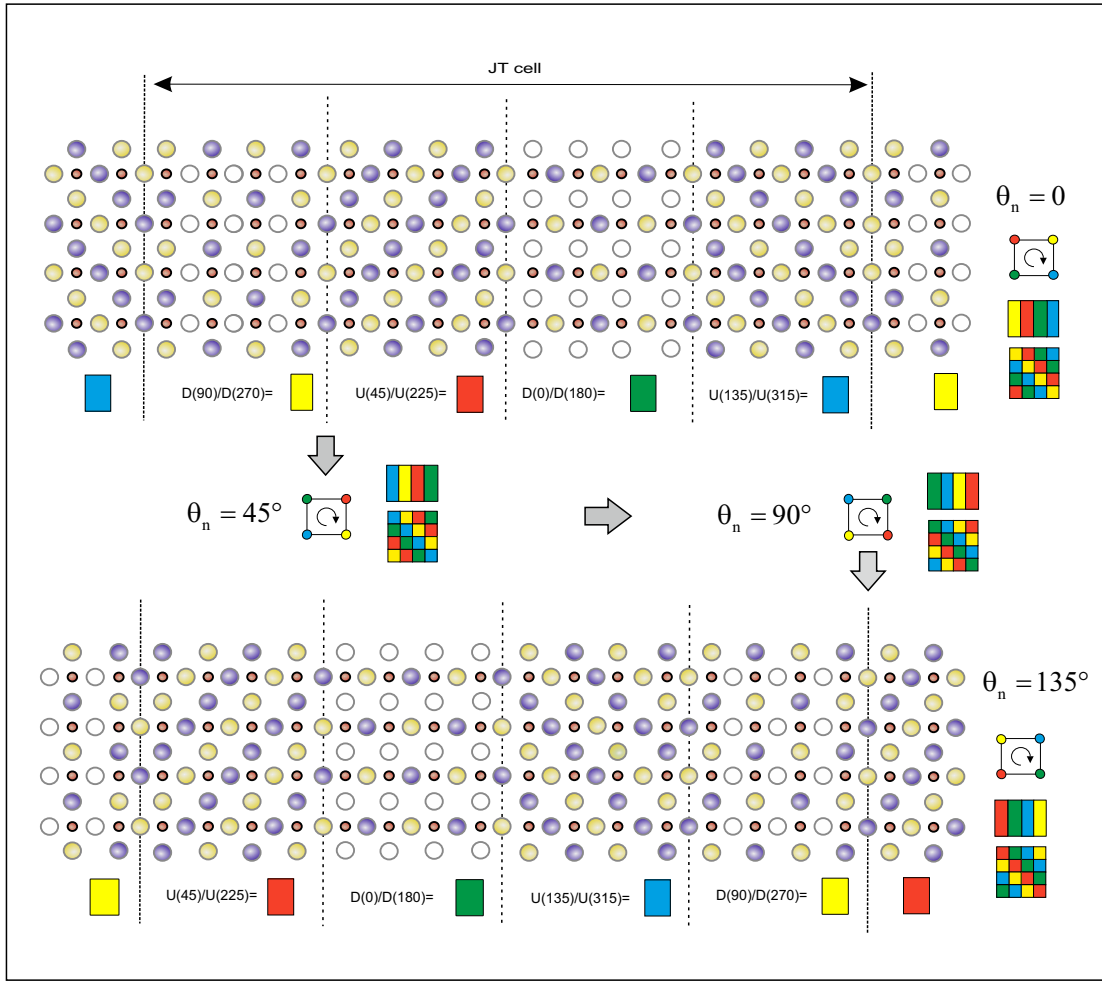 JT cell
θn = 0
D(90)/D(270)=
U(45)/U(225)=
D(0)/D(180)=
U(135)/U(315)=
θn = 45°
θn = 90°
θn = 135°
U(45)/U(225)=
D(0)/D(180)=
U(135)/U(315)=
D(90)/D(270)=